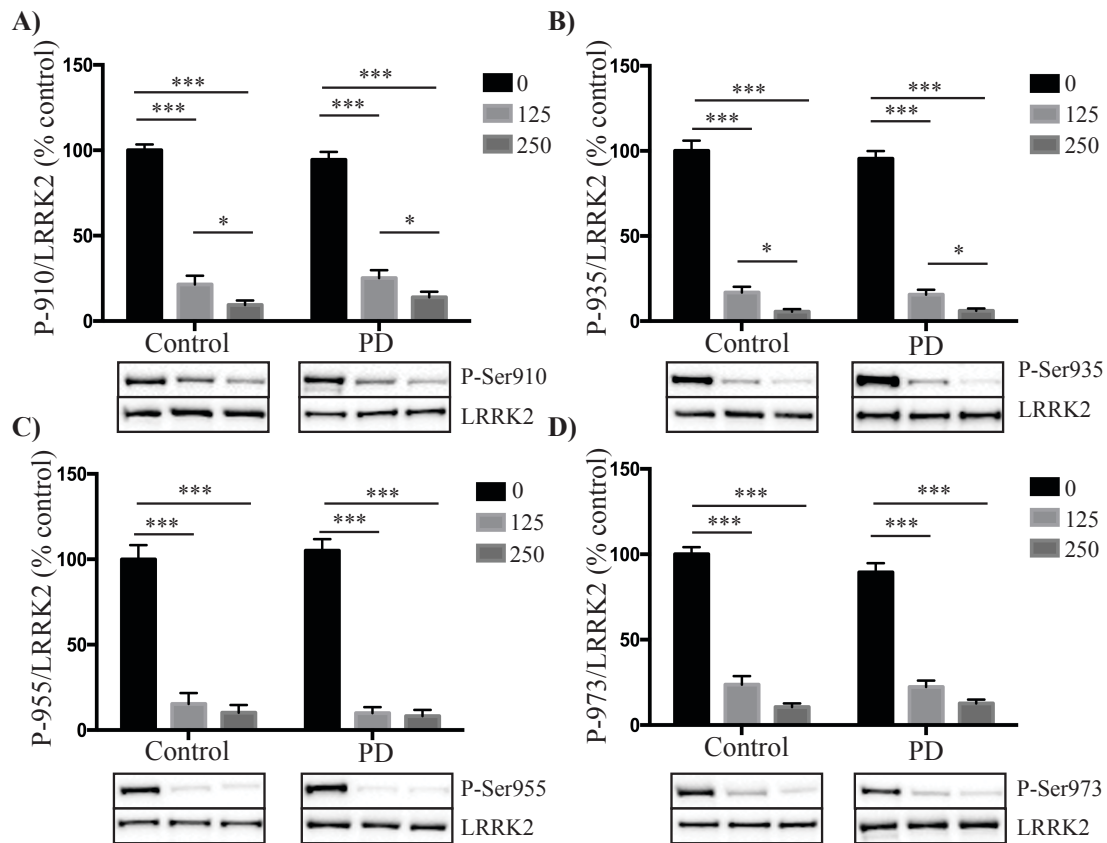 A)
P-910/LRRK2 (% control)
150
100
50
0
***
***
*
***
***
*
0
125
250
Control
PD
P-Ser910
LRRK2
B)
P-935/LRRK2 (% control)
150
100
50
0
***
***
*
***
***
*
0
125
250
Control
PD
P-Ser935
LRRK2
C)
P-955/LRRK2 (% control)
150
100
50
0
***
***
***
***
0
125
250
Control
PD
P-Ser955
LRRK2
D)
P-973/LRRK2 (% control)
150
100
50
0
***
***
***
***
0
125
250
Control
PD
P-Ser973
LRRK2